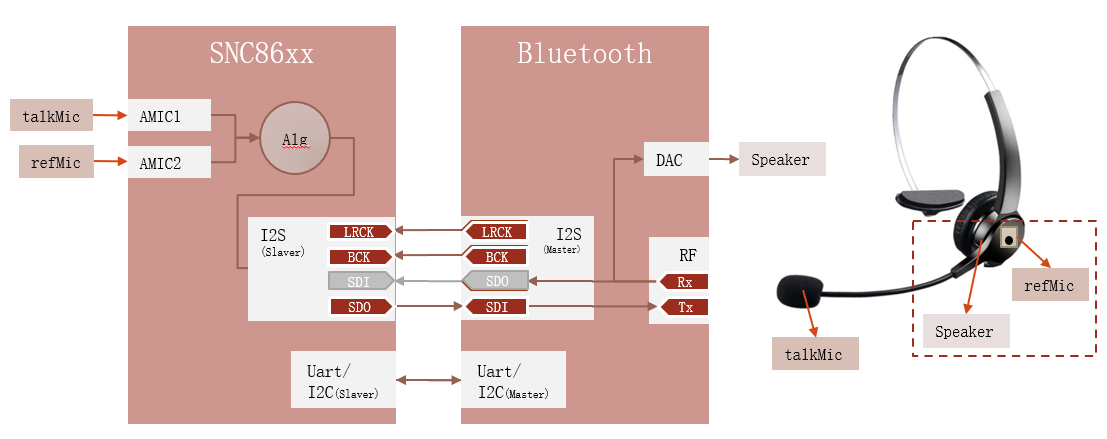 SNC86xx
Bluetooth
talkMic
AMIC1
refMic
AMIC2
Alg
DAC
Speaker
I2S
(Slaver)
LRCK
BCK
SDI
SDO
LRCK
BCK
SDO
SDI
I2S
(Master)
RF
Rx
Tx
Uart/
I2C(Slaver)
Uart/
I2C(Master)
refMic
Speaker
talkMic